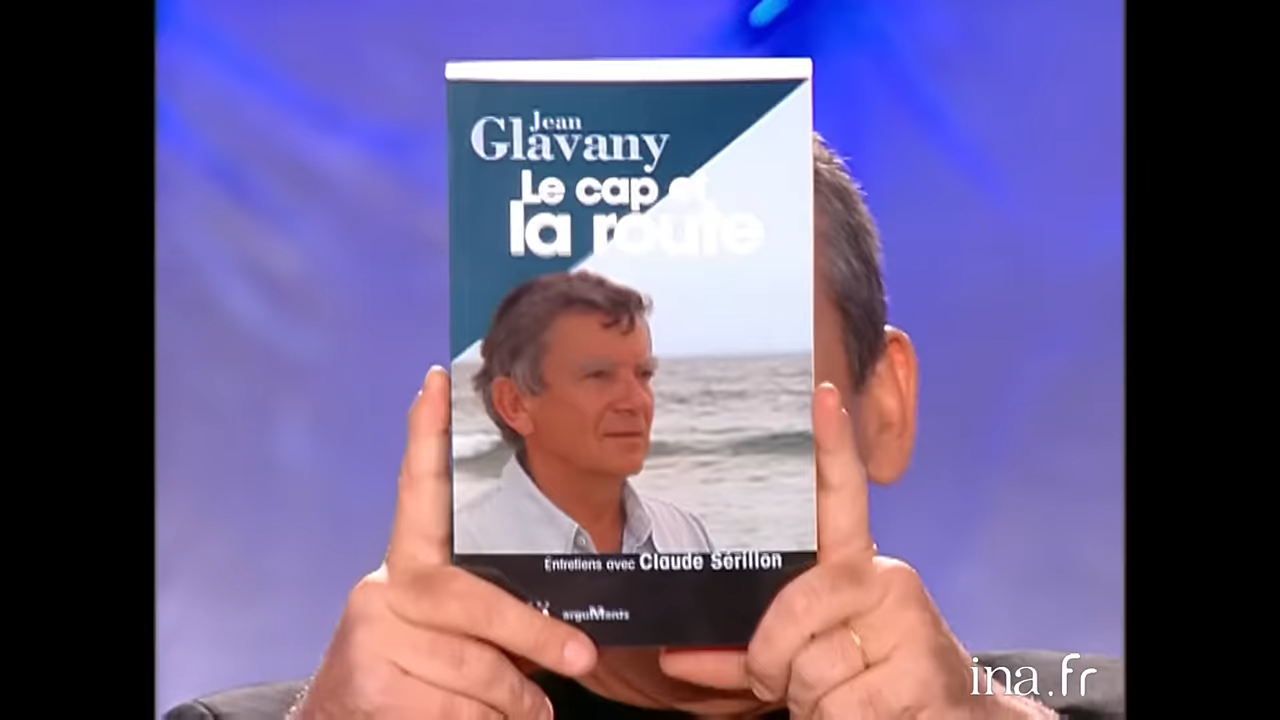 Jean
Glavany
Le cap et
la route
Entretiens avec Claude Sérillon
arguMents
ina.fr